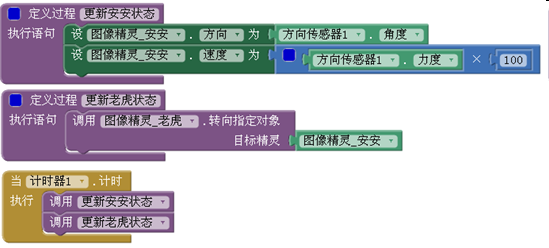 定义过程 更新安安状态
执行语句 设 图像精灵_安安 . 方向 为 方向传感器1 . 角度
设 图像精灵_安安 . 速度 为 方向传感器1 . 力度 × 100
定义过程 更新老虎状态
执行语句 调用 图像精灵_老虎 .转向指定对象
目标精灵 图像精灵_安安
当 计时器1 .计时
执行 调用 更新安安状态
调用 更新老虎状态